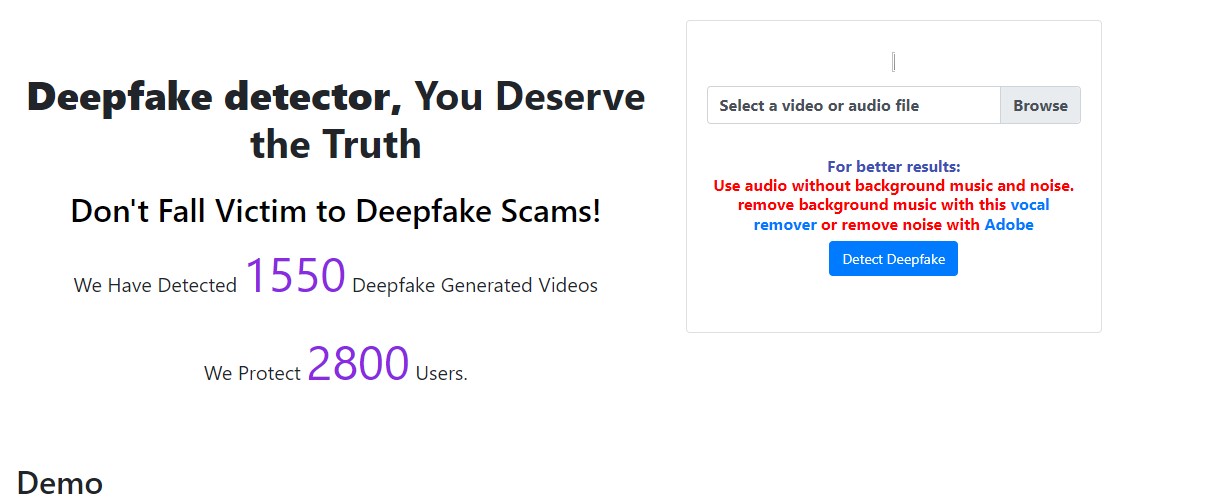 Deepfake detector, You Deserve
the Truth
Don't Fall Victim to Deepfake Scams!
We Have Detected 1550 Deepfake Generated Videos
We Protect 2800 Users.
Select a video or audio file Browse
For better results:
Use audio without background music and noise.
remove background music with this vocal
remover or remove noise with Adobe
Detect Deepfake
Demo